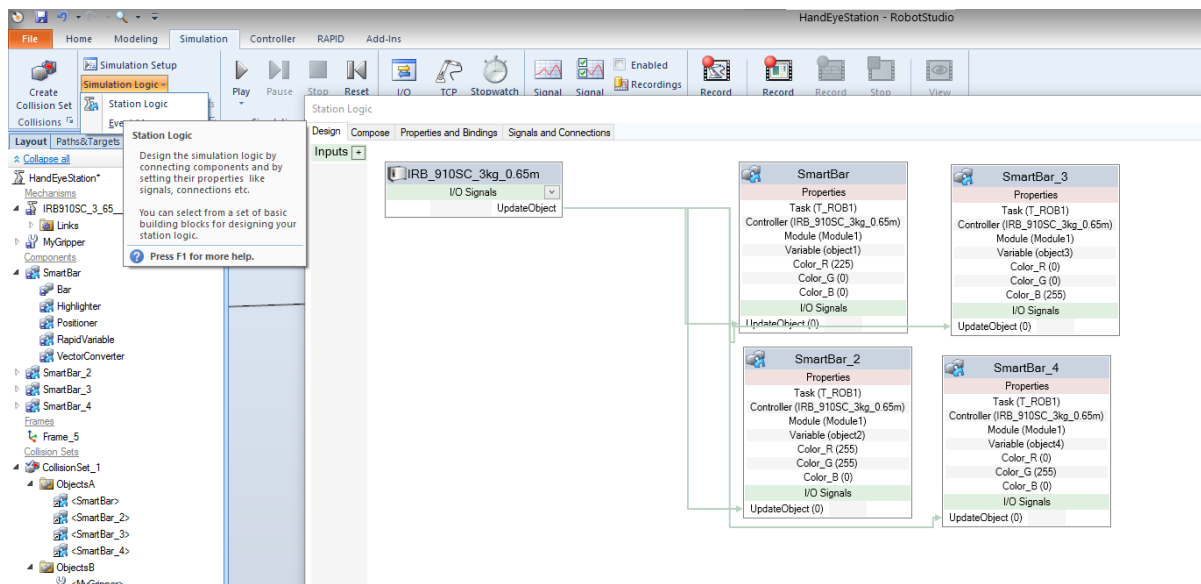 HandEyeStation - RobotStudio
File Home Modeling Simulation Controller RAPID Add-Ins
Create
Collision Set
Collisions
Simulation Setup
Simulation Logic
Station Logic
Play Pause Stop Reset
I/O TCP Stopwatch Signal Signal
Enabled
Recordings
Record Record Record Stop View
Station Logic
Design the simulation logic by
connecting components and by
setting their properties like
signals, connections etc.
You can select from a set of basic
building blocks for designing your
station logic.
Press F1 for more help.
Layout Paths&Targets
Collapse all
HandEyeStation*
Mechanisms
IRB910SC_3_65__
Links
MyGripper
Components
SmartBar
Bar
Highlighter
Positioner
RapidVariable
VectorConverter
SmartBar_2
SmartBar_3
SmartBar_4
Frames
Frame_5
Collision Sets
CollisionSet_1
ObjectsA
<SmartBar>
<SmartBar_2>
<SmartBar_3>
<SmartBar_4>
ObjectsB
<MyGripper>
Station Logic
Design Compose Properties and Bindings Signals and Connections
Inputs +
IRB_910SC_3kg_0.65m
I/O Signals
UpdateObject
SmartBar
Properties
Task (T_ROB1)
Controller (IRB_910SC_3kg_0.65m)
Module (Module1)
Variable (object1)
Color_R (225)
Color_G (0)
Color_B (0)
I/O Signals
UpdateObject (0)
SmartBar_3
Properties
Task (T_ROB1)
Controller (IRB_910SC_3kg_0.65m)
Module (Module1)
Variable (object3)
Color_R (0)
Color_G (0)
Color_B (255)
I/O Signals
UpdateObject (0)
SmartBar_2
Properties
Task (T_ROB1)
Controller (IRB_910SC_3kg_0.65m)
Module (Module1)
Variable (object2)
Color_R (255)
Color_G (255)
Color_B (0)
I/O Signals
UpdateObject (0)
SmartBar_4
Properties
Task (T_ROB1)
Controller (IRB_910SC_3kg_0.65m)
Module (Module1)
Variable (object4)
Color_R (0)
Color_G (255)
Color_B (0)
I/O Signals
UpdateObject (0)